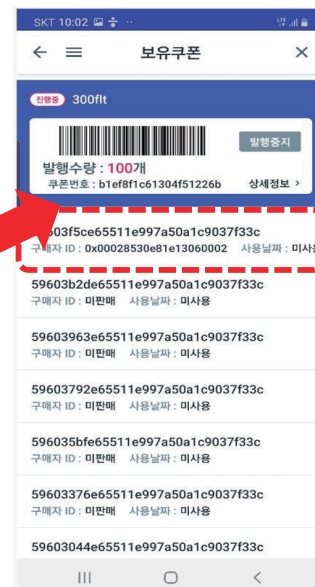 SKT 10:02
보유쿠폰
진행중 300flt
발행중지
발행수량 : 100개
쿠폰번호 : b1ef8f1c61304f51226b 상세정보 >
03f5ce65511e997a50a1c9037f33c
구매자 ID : 0x00028530e81e13060002 사용날짜 : 미사용
59603b2de65511e997a50a1c9037f33c
구매자 ID : 미판매 사용날짜 : 미사용
59603963e65511e997a50a1c9037f33c
구매자 ID : 미판매 사용날짜 : 미사용
59603792e65511e997a50a1c9037f33c
구매자 ID : 미판매 사용날짜 : 미사용
596035bfe65511e997a50a1c9037f33c
구매자 ID : 미판매 사용날짜 : 미사용
59603376e65511e997a50a1c9037f33c
구매자 ID : 미판매 사용날짜 : 미사용
59603044e65511e997a50a1c9037f33c